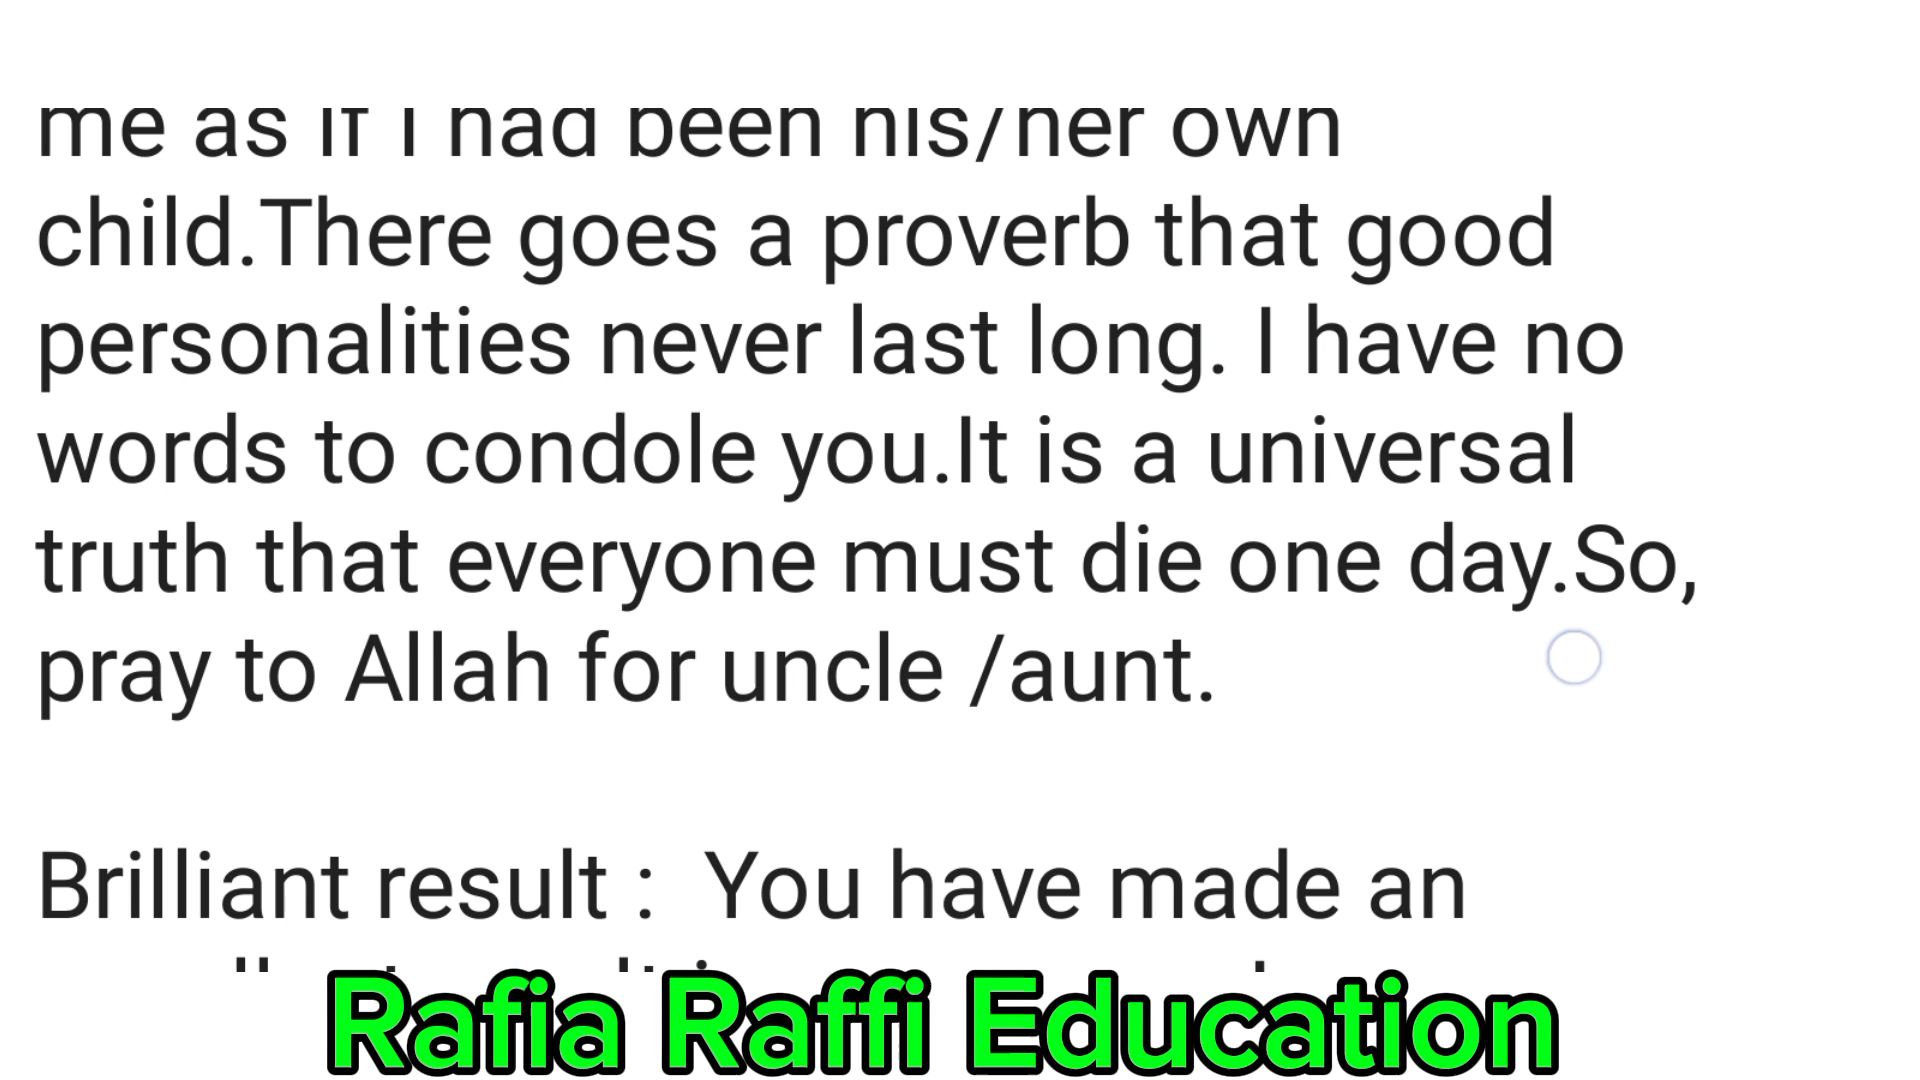 me as if I had been his/her own
child.There goes a proverb that good
personalities never last long. I have no
words to condole you.It is a universal
truth that everyone must die one day.So,
pray to Allah for uncle /aunt.
Brilliant result :  You have made an
Rafia Raffi Education